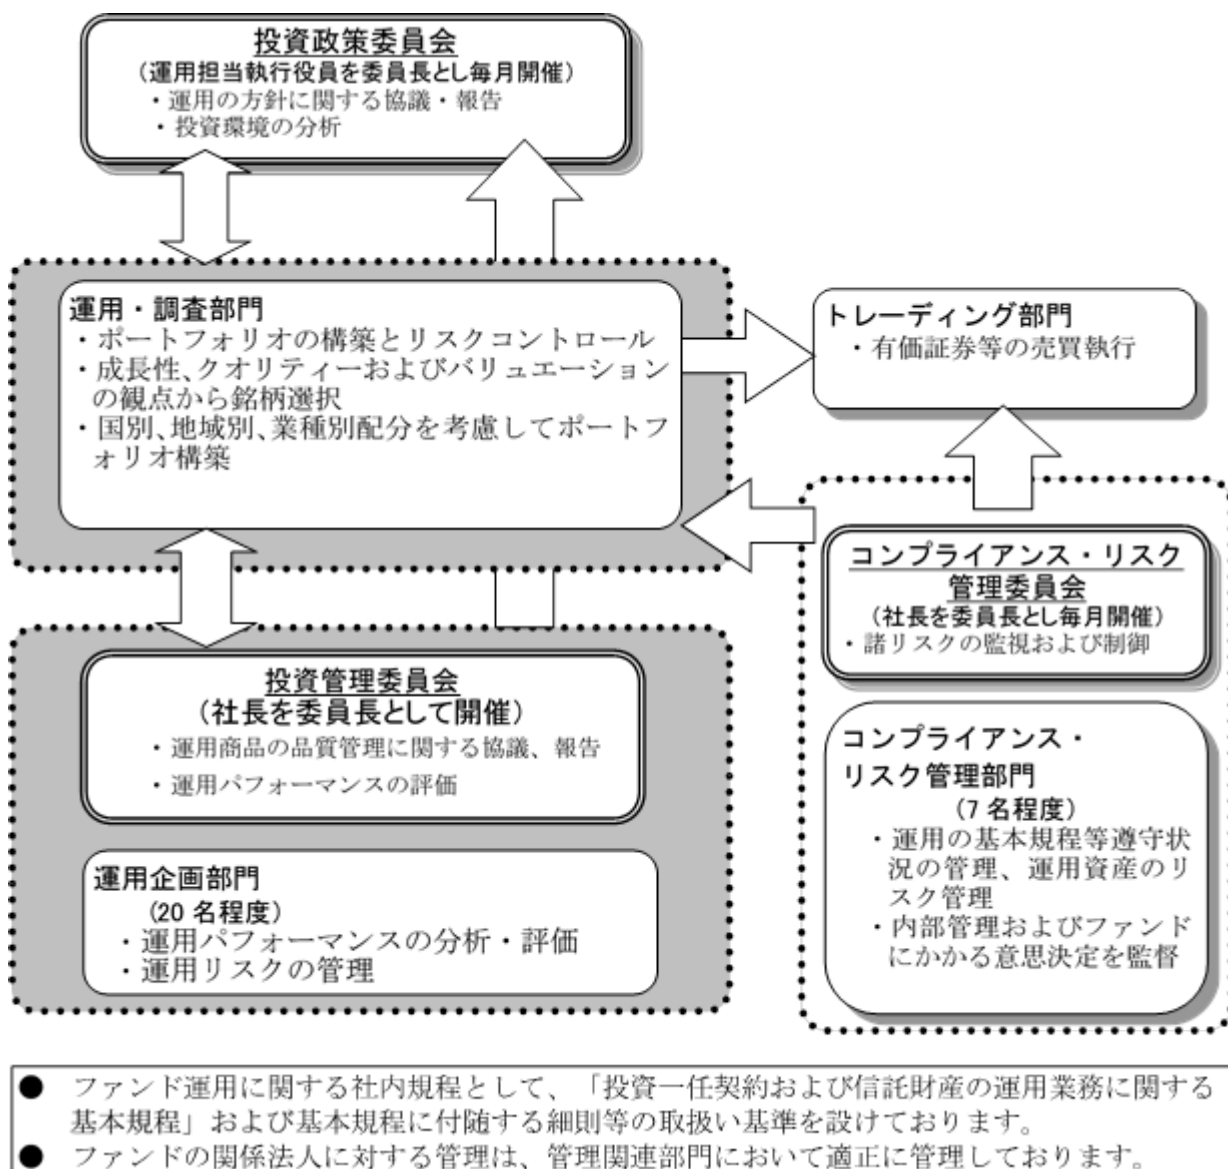 投資政策委員会
（運用担当執行役員を委員長とし毎月開催）
・運用の方針に関する協議・報告
・投資環境の分析
運用・調査部門
・ポートフォリオの構築とリスクコントロール
・成長性、クオリティーおよびバリュエーション
の観点から銘柄選択
・国別、地域別、業種別配分を考慮してポートフ
ォリオ構築
トレーディング部門
・有価証券等の売買執行
コンプライアンス・リスク
管理委員会
（社長を委員長とし毎月開催）
・諸リスクの監視および制御
投資管理委員会
（社長を委員長として開催）
・運用商品の品質管理に関する協議、報告
・運用パフォーマンスの評価
コンプライアンス・
リスク管理部門
（7 名程度）
・運用の基本規程等遵守状
況の管理、運用資産のリ
スク管理
・内部管理およびファンド
にかかる意思決定を監督
運用企画部門
（20 名程度）
・運用パフォーマンスの分析・評価
・運用リスクの管理
● ファンド運用に関する社内規程として、「投資一任契約および信託財産の運用業務に関する
基本規程」および基本規程に付随する細則等の取扱い基準を設けております。
● ファンドの関係法人に対する管理は、管理関連部門において適正に管理しております。